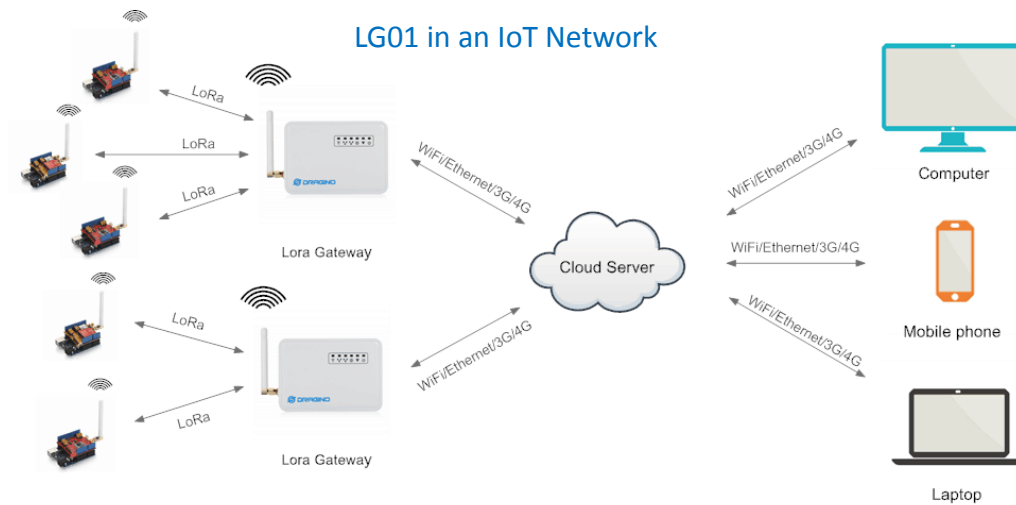 LG01 in an IoT Network
LoRa
LoRa
LoRa
DRAGINO
Lora Gateway
WiFi/Ethernet/3G/4G
LoRa
LoRa
DRAGINO
Lora Gateway
WiFi/Ethernet/3G/4G
Cloud Server
WiFi/Ethernet/3G/4G
Computer
WiFi/Ethernet/3G/4G
Mobile phone
WiFi/Ethernet/3G/4G
Laptop